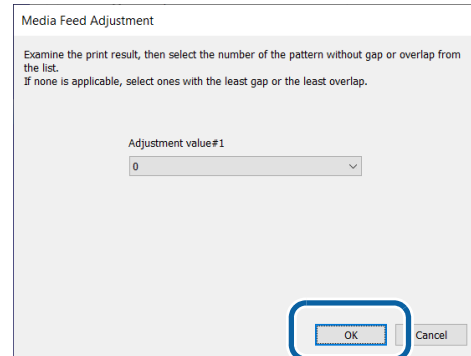 Media Feed Adjustment
Examine the print result, then select the number of the pattern without gap or overlap from
the list.
If none is applicable, select ones with the least gap or the least overlap.
Adjustment value#1
0
OK
Cancel